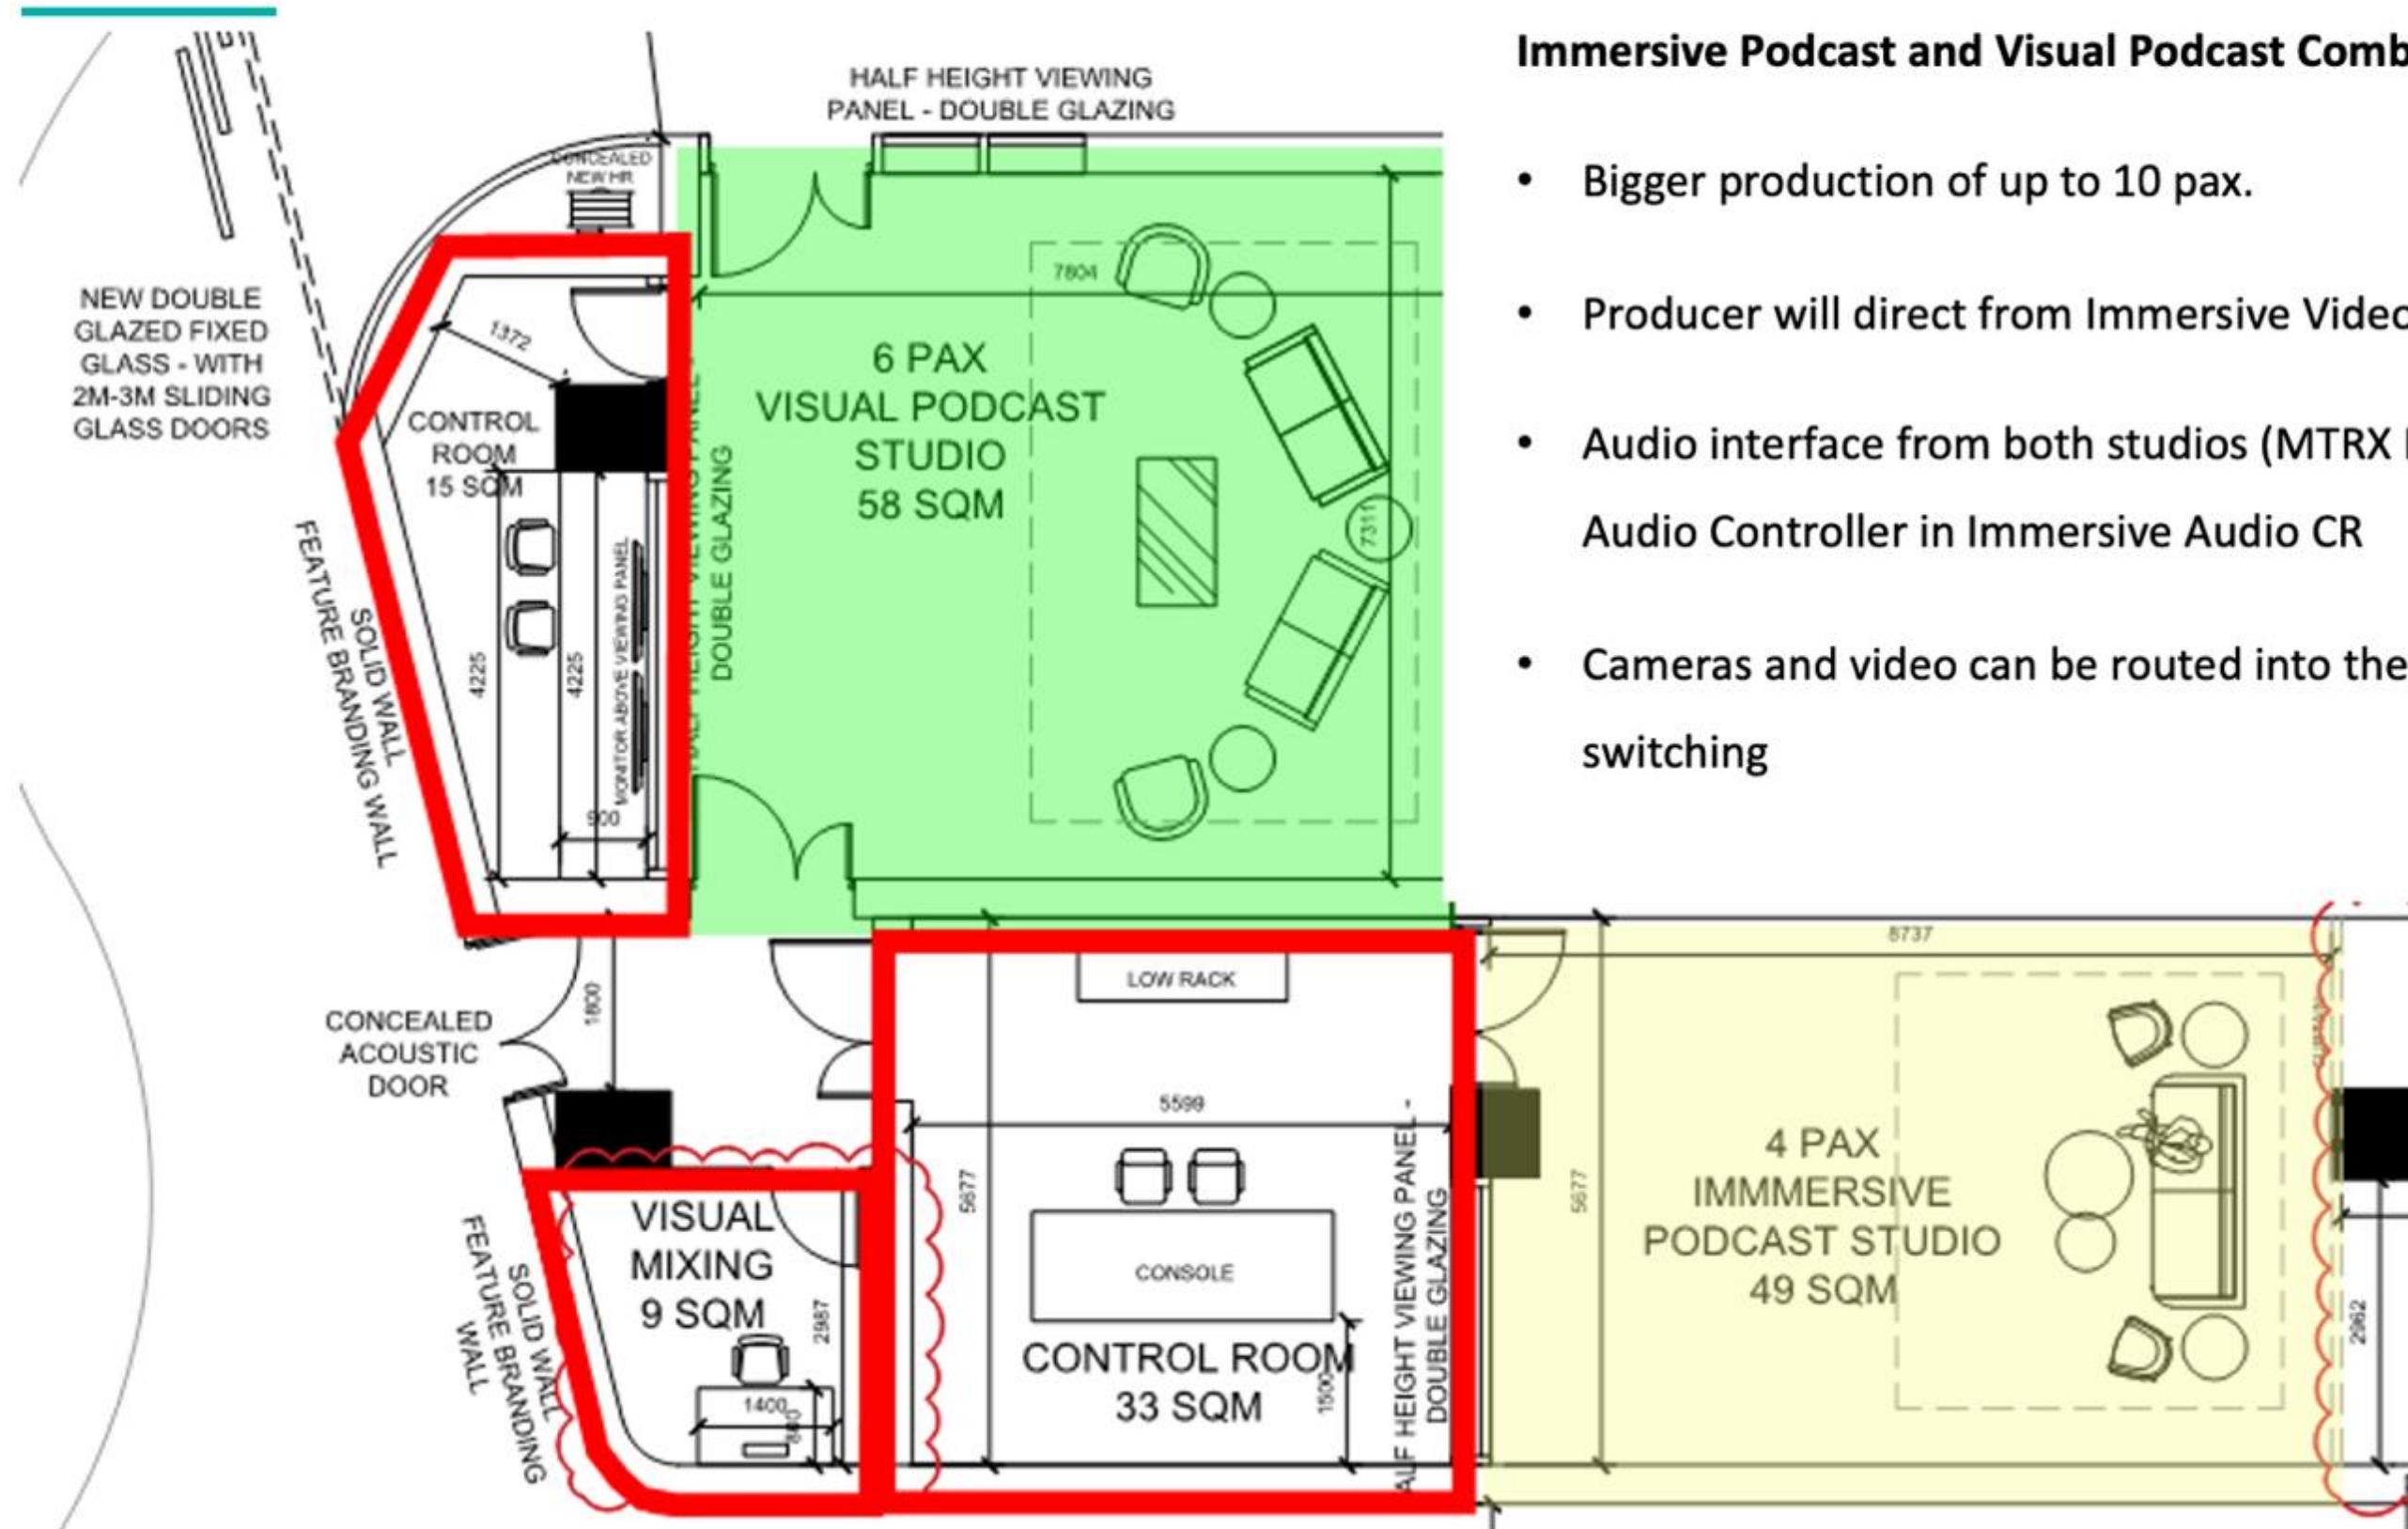 Immersive Podcast and Visual Podcast Comb
• Bigger production of up to 10 pax.
• Producer will direct from Immersive Video
• Audio interface from both studios (MTRX
Audio Controller in Immersive Audio CR
• Cameras and video can be routed into the
switching
HALF HEIGHT VIEWING
PANEL - DOUBLE GLAZING
CONCEALED
NEW HR
NEW DOUBLE
GLAZED FIXED
GLASS - WITH
2M-3M SLIDING
GLASS DOORS
1372
CONTROL
ROOM
15 SQM
4225
4225
900
MONITOR ABOVE VIEWING PANEL
SOLID WALL
FEATURE BRANDING WALL
HALF HEIGHT VIEWING PANEL -
DOUBLE GLAZING
7804
6 PAX
VISUAL PODCAST
STUDIO
58 SQM
7311
CONCEALED
ACOUSTIC
DOOR
1800
LOW RACK
5599
5677
CONSOLE
CONTROL ROOM
33 SQM
1500
ALF HEIGHT VIEWING PANEL -
DOUBLE GLAZING
VISUAL
MIXING
9 SQM
2987
1400
840
SOLID WALL
FEATURE BRANDING
WALL
8737
5677
4 PAX
IMMMERSIVE
PODCAST STUDIO
49 SQM
2962